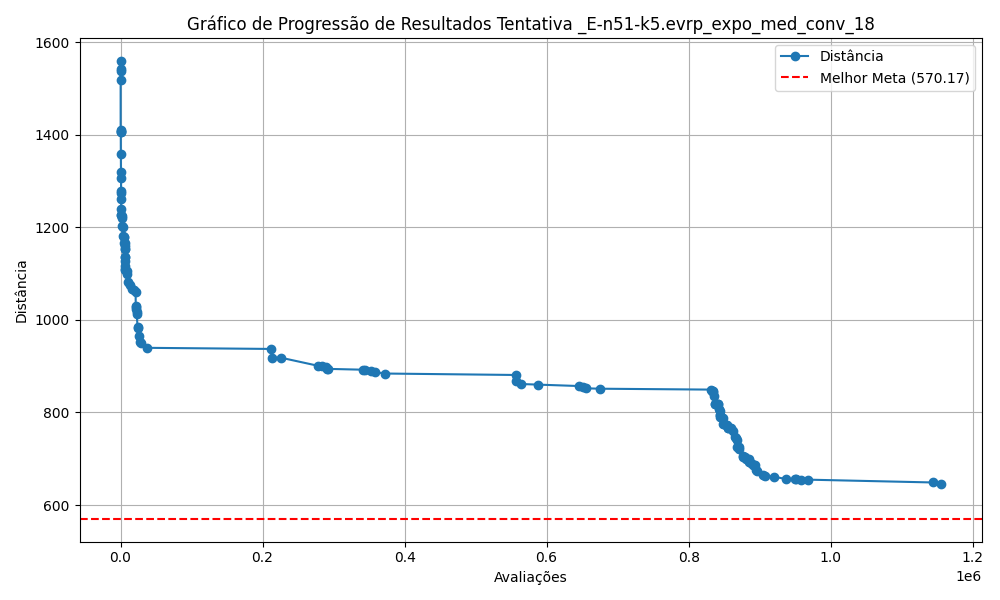 Gráfico de Progressão de Resultados Tentativa _E-n51-k5.evrp_expo_med_conv_18
Distância
Melhor Meta (570.17)
1600
1400
1200
1000
800
600
Distância
0.0
0.2
0.4
0.6
0.8
1.0
1.2
1e6
Avaliações